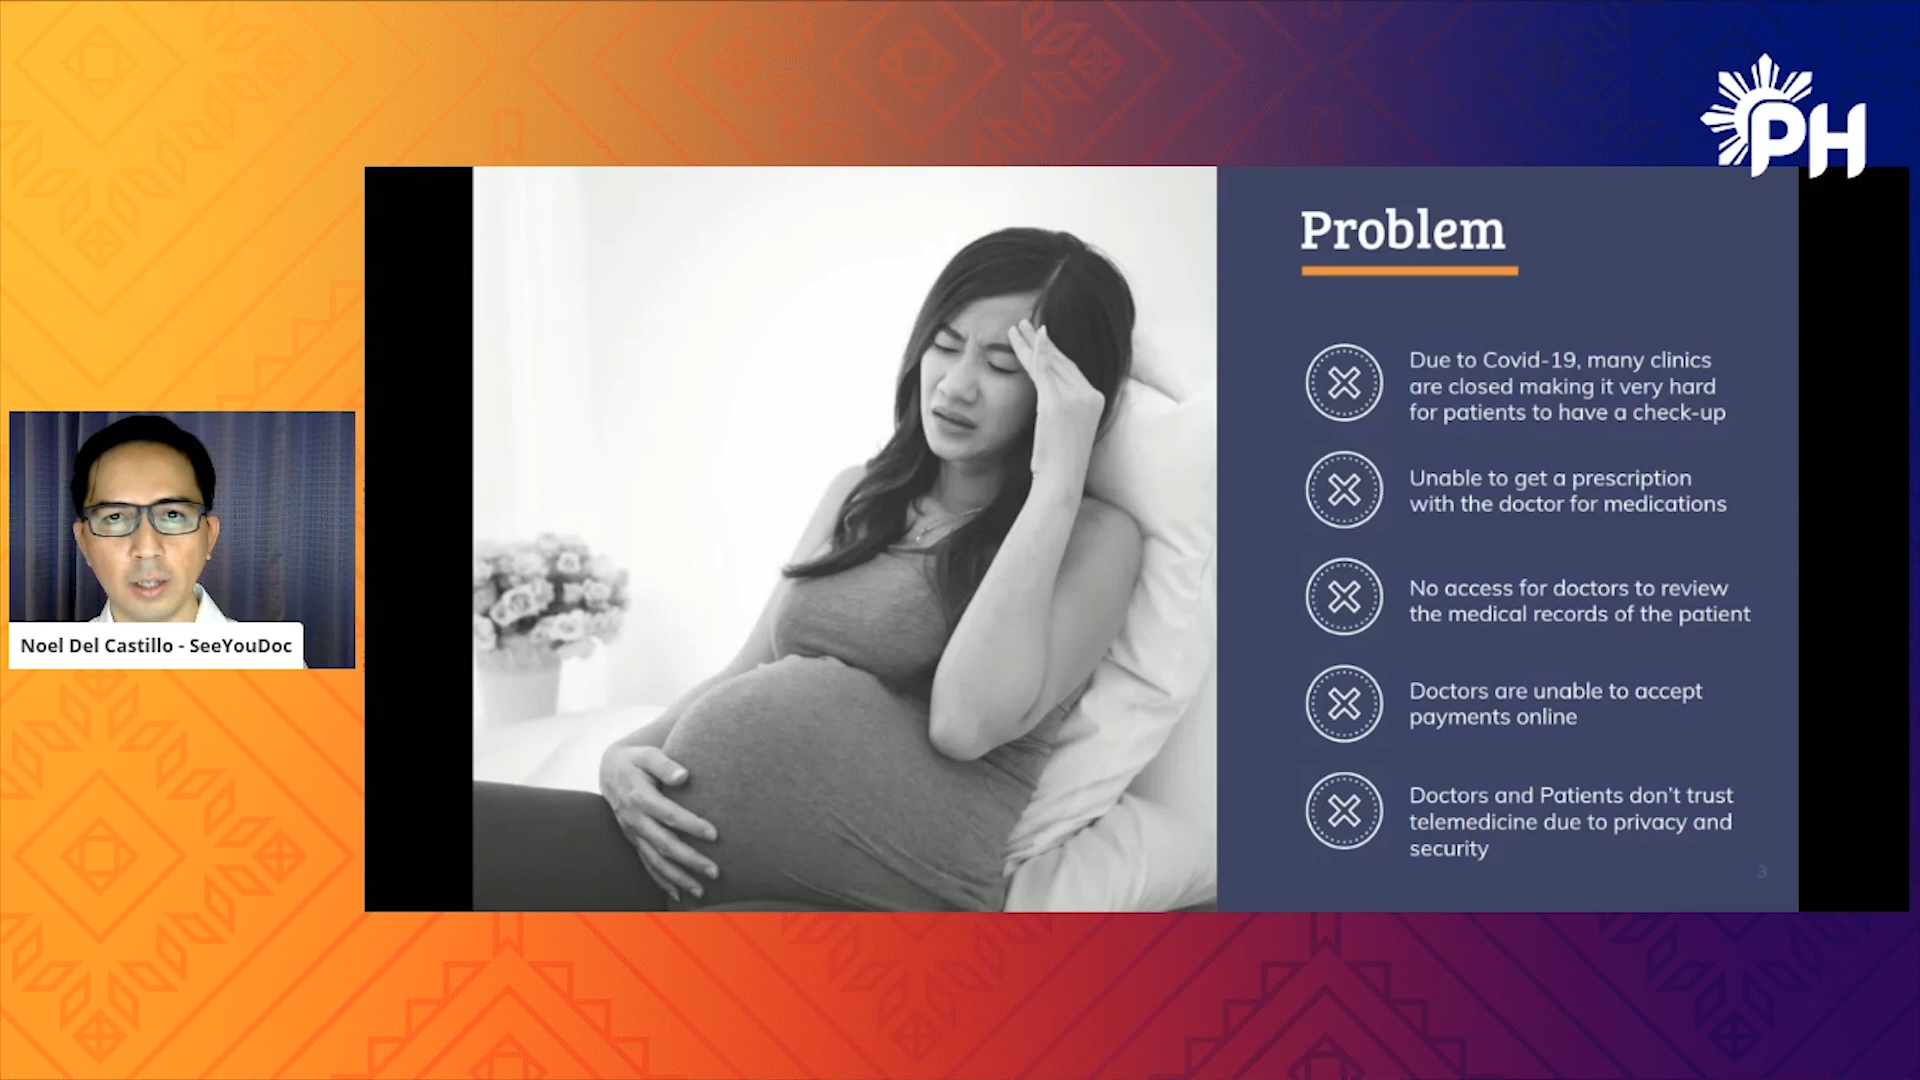 PH
Problem
Due to Covid-19, many clinics
are closed making it very hard
for patients to have a check-up
Unable to get a prescription
with the doctor for medications
No access for doctors to review
the medical records of the patient
Doctors are unable to accept
payments online
Doctors and Patients don't trust
telemedicine due to privacy and
security
3
Noel Del Castillo - SeeYouDoc